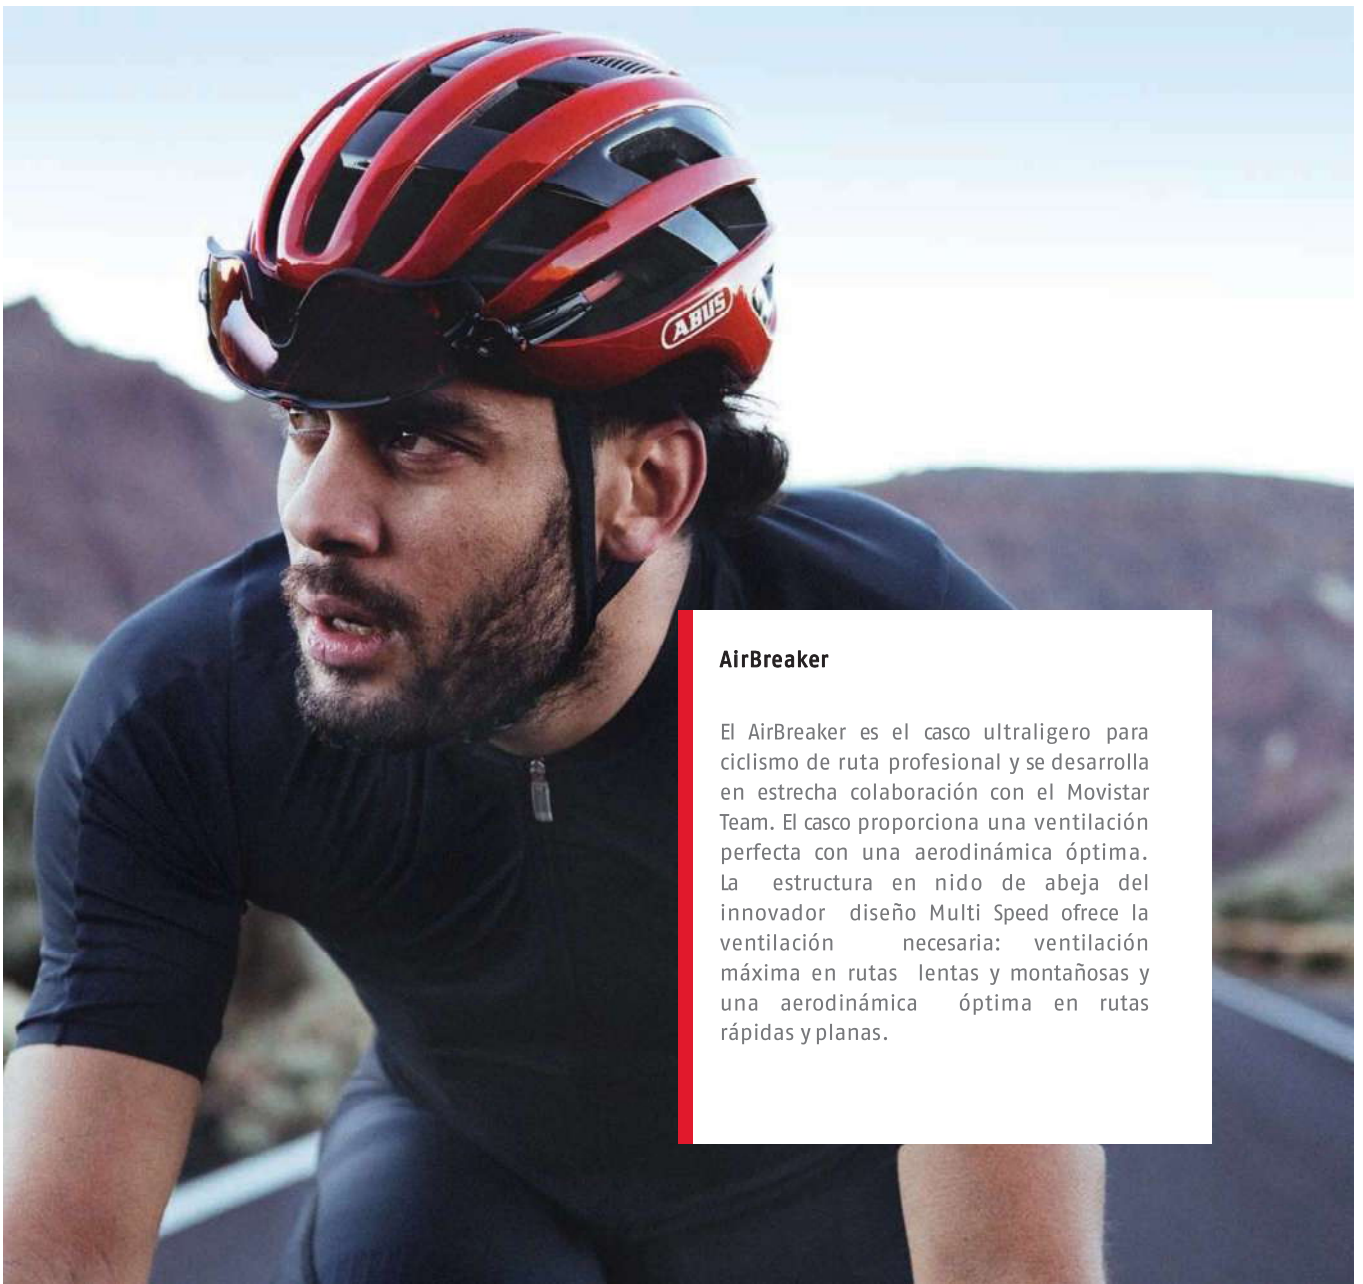 ABUS
AirBreaker
El AirBreaker es el casco ultraligero para
ciclismo de ruta profesional y se desarrolla
en estrecha colaboración con el Movistar
Team. El casco proporciona una ventilación
perfecta con una aerodinámica óptima.
La estructura en nido de abeja del
innovador diseño Multi Speed ofrece la
ventilación necesaria: ventilación
máxima en rutas lentas y montañosas y
una aerodinámica óptima en rutas
rápidas y planas.